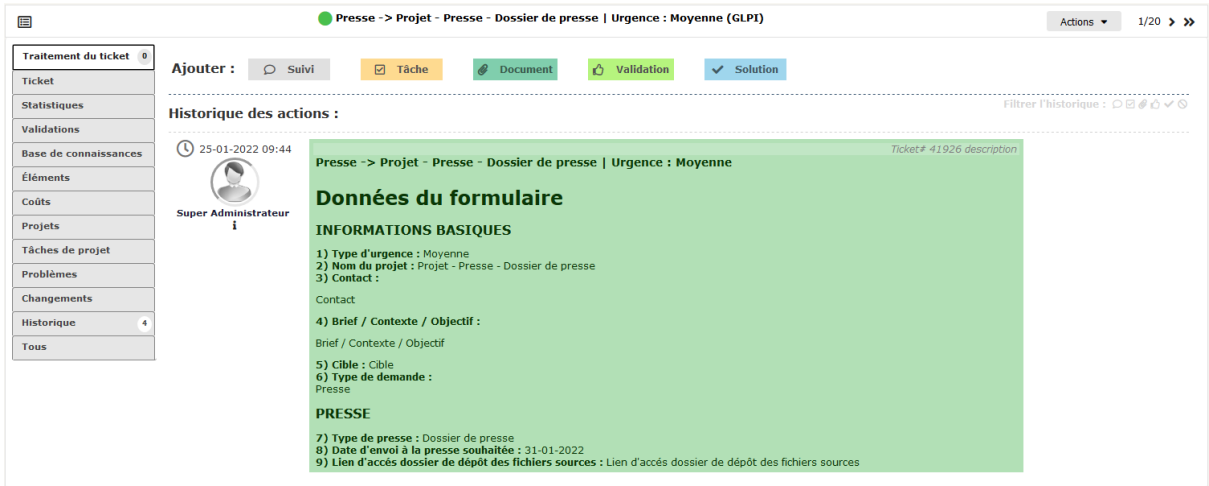 Presse -> Projet - Presse - Dossier de presse | Urgence : Moyenne (GLPI)
Actions
1/20
Traitement du ticket 0
Ticket
Statistiques
Validations
Base de connaissances
Éléments
Coûts
Projets
Tâches de projet
Problèmes
Changements
Historique 4
Tous
Ajouter : Suivi Tâche Document Validation Solution
Filtrer l'historique :
Historique des actions :
25-01-2022 09:44
Super Administrateur
i
Ticket# 41926 description
Presse -> Projet - Presse - Dossier de presse | Urgence : Moyenne
Données du formulaire
INFORMATIONS BASIQUES
1) Type d'urgence : Moyenne
2) Nom du projet : Projet - Presse - Dossier de presse
3) Contact :
Contact
4) Brief / Contexte / Objectif :
Brief / Contexte / Objectif
5) Cible : Cible
6) Type de demande :
Presse
PRESSE
7) Type de presse : Dossier de presse
8) Date d'envoi à la presse souhaitée : 31-01-2022
9) Lien d'accés dossier de dépôt des fichiers sources : Lien d'accés dossier de dépôt des fichiers sources